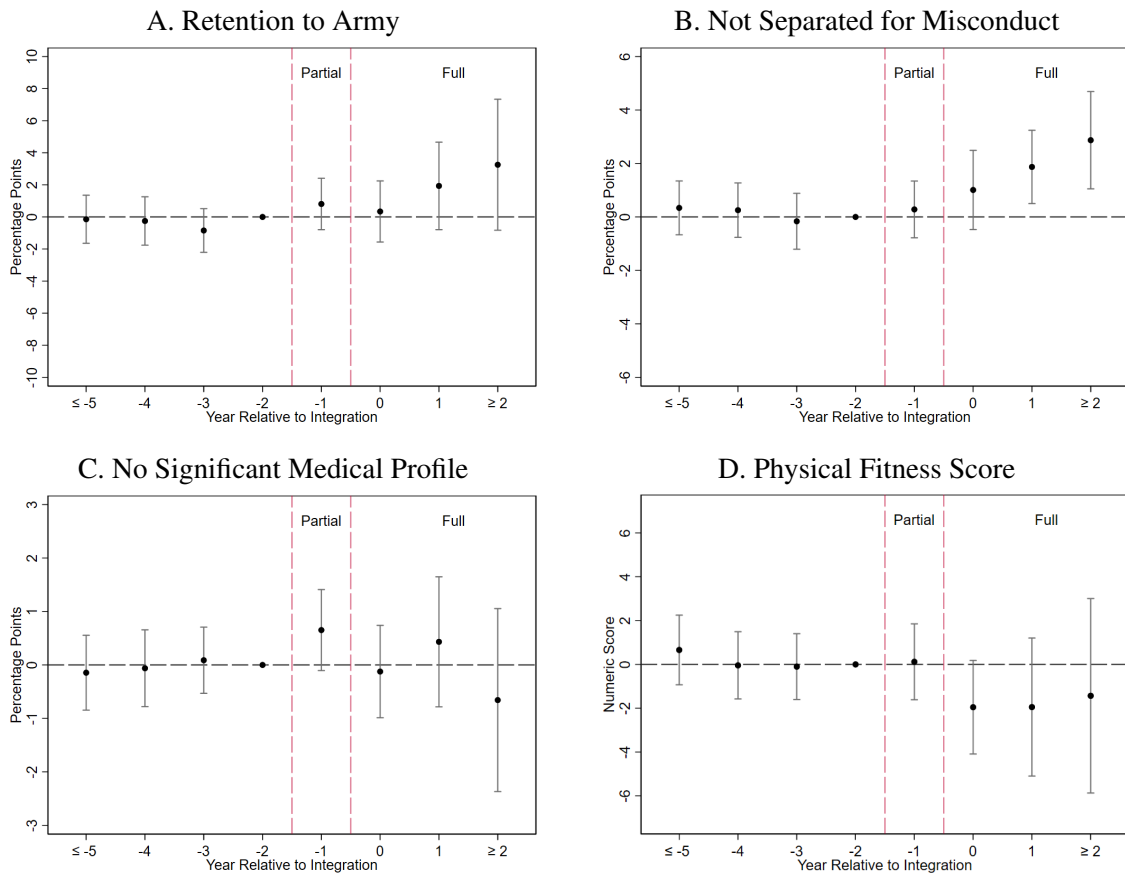 A. Retention to Army
Partial Full
Percentage Points
10
8
6
4
2
0
-2
-4
-6
-8
-10
≤ -5 -4 -3 -2 -1 0 1 ≥ 2
Year Relative to Integration
B. Not Separated for Misconduct
Partial Full
Percentage Points
6
4
2
0
-2
-4
-6
≤ -5 -4 -3 -2 -1 0 1 ≥ 2
Year Relative to Integration
C. No Significant Medical Profile
Partial Full
Percentage Points
3
2
1
0
-1
-2
-3
≤ -5 -4 -3 -2 -1 0 1 ≥ 2
Year Relative to Integration
D. Physical Fitness Score
Partial Full
Numeric Score
6
4
2
0
-2
-4
-6
≤ -5 -4 -3 -2 -1 0 1 ≥ 2
Year Relative to Integration